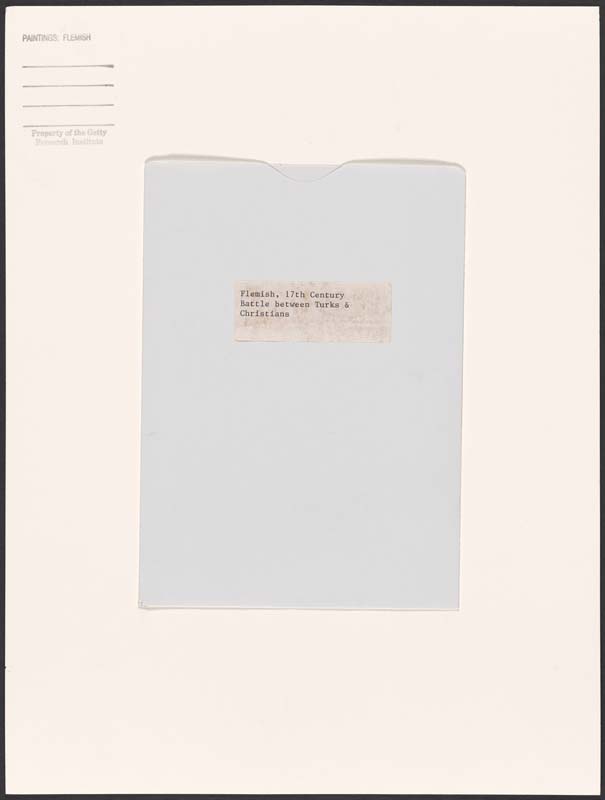 PAINTINGS: FLEMISH
Property of the Getty
Research Institute
Flemish, 17th Century
Battle between Turks &
Christians